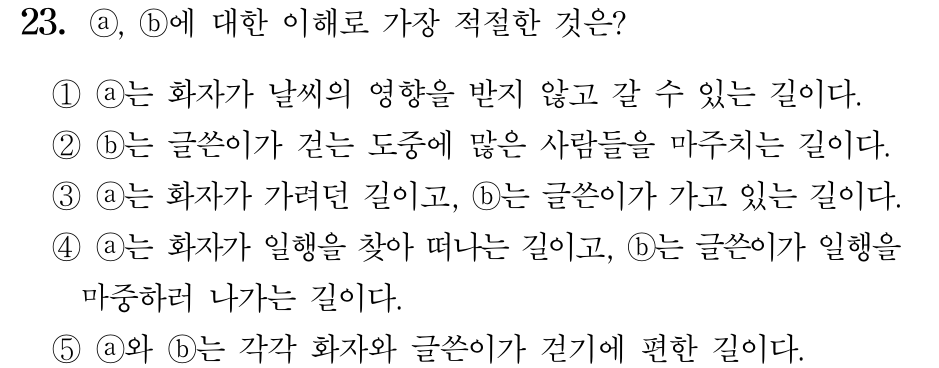 23. ⓐ, ⓑ에 대한 이해로 가장 적절한 것은?
① ⓐ는 화자가 날씨의 영향을 받지 않고 갈 수 있는 길이다.
② ⓑ는 글쓴이가 걷는 도중에 많은 사람들을 마주치는 길이다.
③ ⓐ는 화자가 가려던 길이고, ⓑ는 글쓴이가 가고 있는 길이다.
④ ⓐ는 화자가 일행을 찾아 떠나는 길이고, ⓑ는 글쓴이가 일행을
마중하러 나가는 길이다.
⑤ ⓐ와 ⓑ는 각각 화자와 글쓴이가 걷기에 편한 길이다.